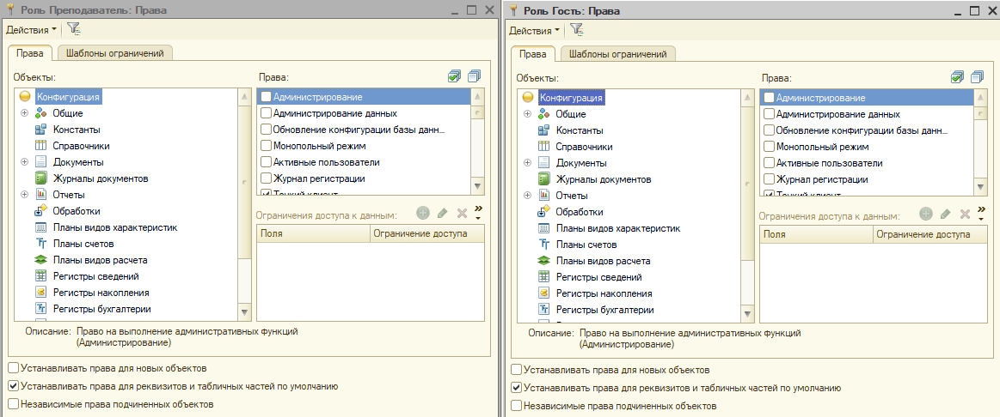 Роль Преподаватель: Права
Действия
Права
Шаблоны ограничений
Объекты:
Конфигурация
Общие
Константы
Справочники
Документы
Журналы документов
Отчеты
Обработки
Планы видов характеристик
Планы счетов
Планы видов расчета
Регистры сведений
Регистры накопления
Регистры бухгалтерии
Права:
Администрирование
Администрирование данных
Обновление конфигурации базы данн...
Монопольный режим
Активные пользователи
Журнал регистрации
Тонкий клиент
Ограничения доступа к данным:
Поля
Ограничение доступа
Описание: Право на выполнение административных функций
(Администрирование)
Устанавливать права для новых объектов
Устанавливать права для реквизитов и табличных частей по умолчанию
Независимые права подчиненных объектов
Роль Гость: Права
Действия
Права
Шаблоны ограничений
Объекты:
Конфигурация
Общие
Константы
Справочники
Документы
Журналы документов
Отчеты
Обработки
Планы видов характеристик
Планы счетов
Планы видов расчета
Регистры сведений
Регистры накопления
Регистры бухгалтерии
Права:
Администрирование
Администрирование данных
Обновление конфигурации базы данн...
Монопольный режим
Активные пользователи
Журнал регистрации
Тонкий клиент
Ограничения доступа к данным:
Поля
Ограничение доступа
Описание: Право на выполнение административных функций
(Администрирование)
Устанавливать права для новых объектов
Устанавливать права для реквизитов и табличных частей по умолчанию
Независимые права подчиненных объектов